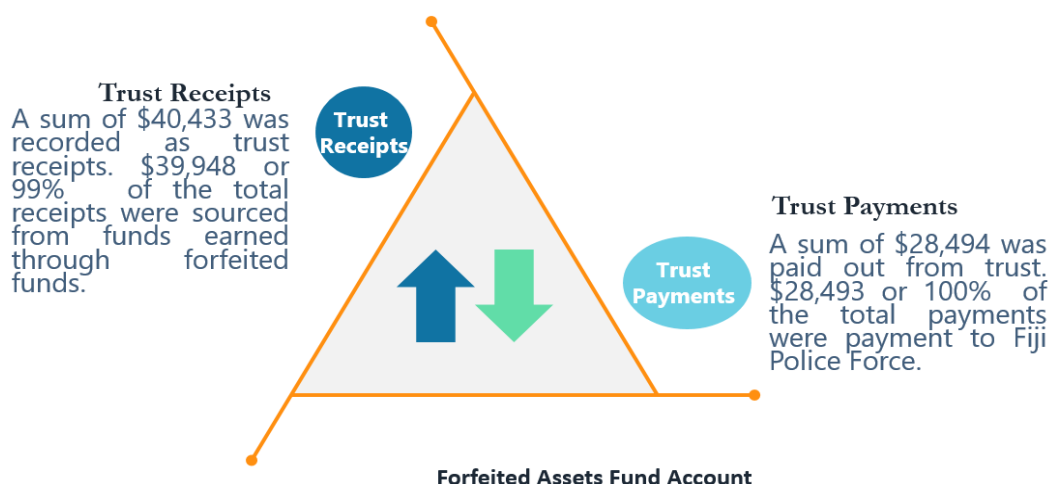 Trust Receipts
A sum of $40,433 was
recorded as trust
receipts. $39,948 or
99% of the total
receipts were sourced
from funds earned
through forfeited
funds.
Trust
Receipts
Trust Payments
A sum of $28,494 was
paid out from trust.
$28,493 or 100% of
the total payments
were payment to Fiji
Police Force.
Trust
Payments
Forfeited Assets Fund Account